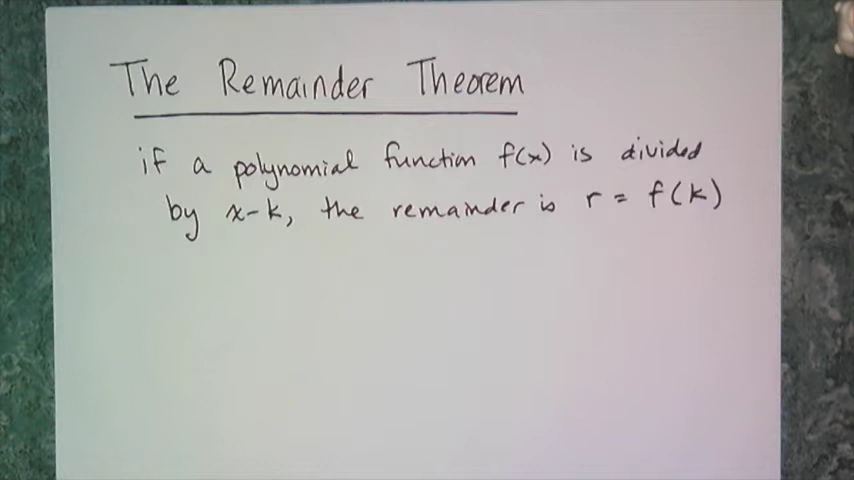 The Remainder Theorem
if a polynomial function f(x) is divided
by x-k, the remainder is r = f(k)